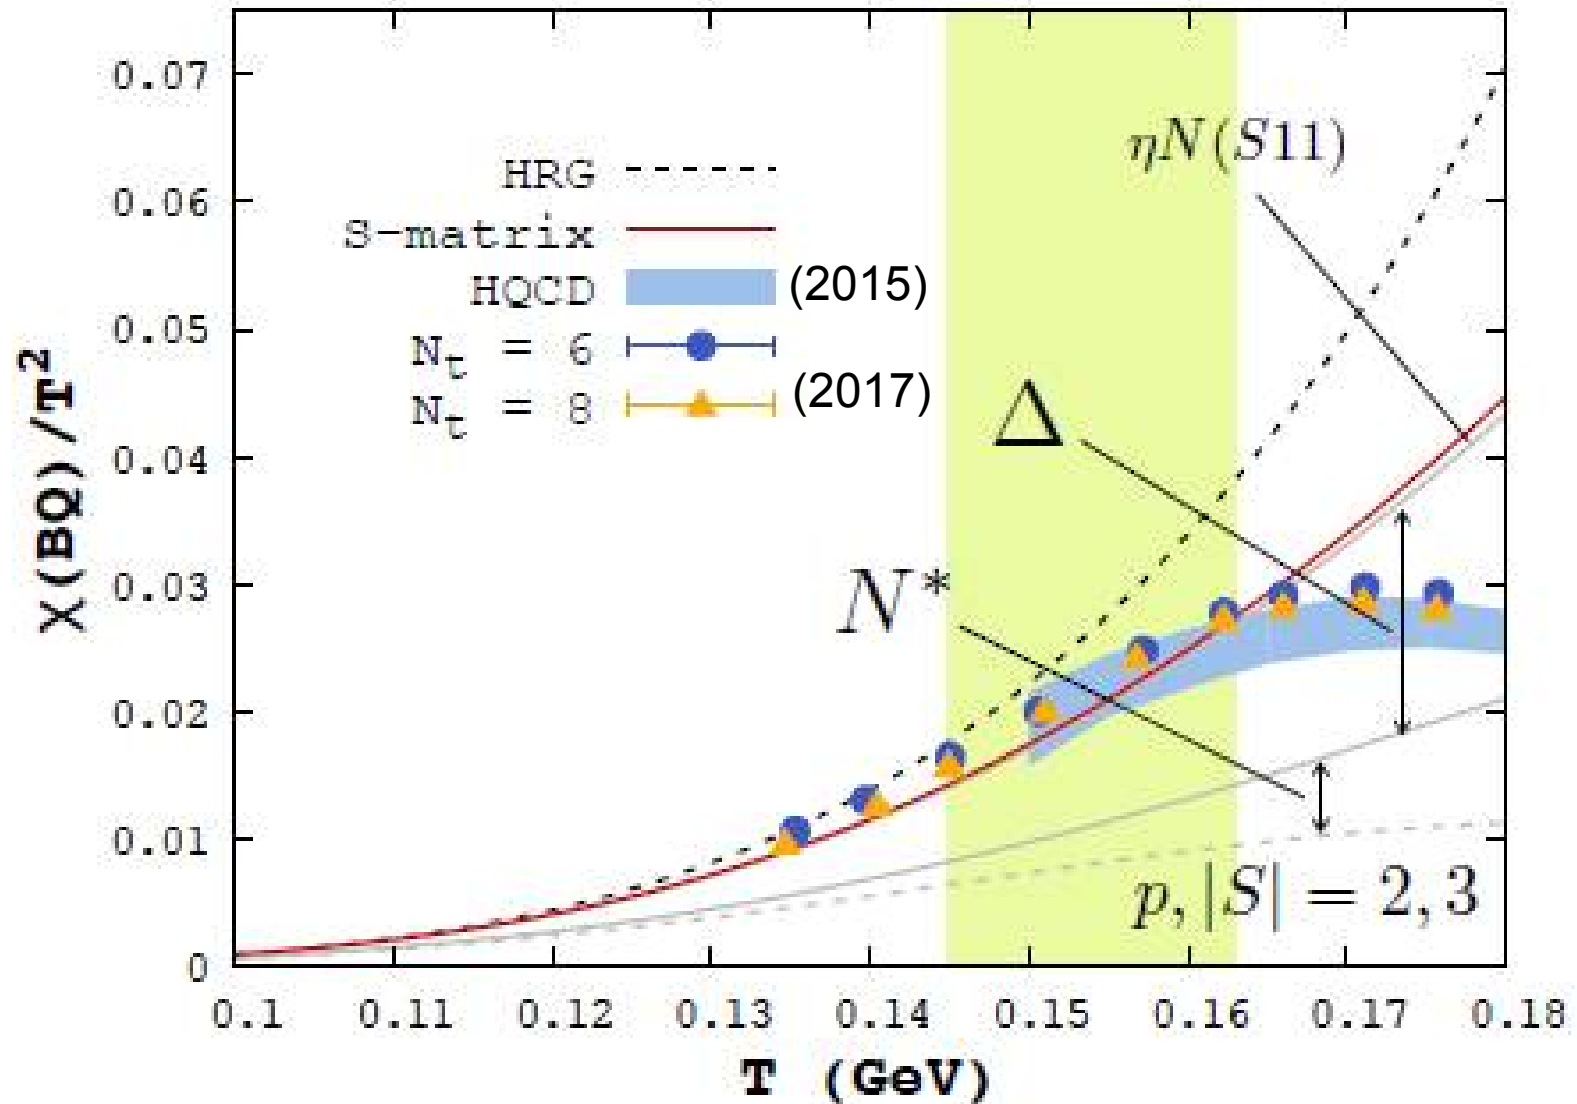 0.07
0.06
0.05
0.04
0.03
0.02
0.01
0
χ(BQ)/T²
HRG
S-matrix
HQCD (2015)
Nₜ = 6
Nₜ = 8 (2017)
ηN(S11)
Δ
N*
p, |S| = 2, 3
0.1 0.11 0.12 0.13 0.14 0.15 0.16 0.17 0.18
T (GeV)